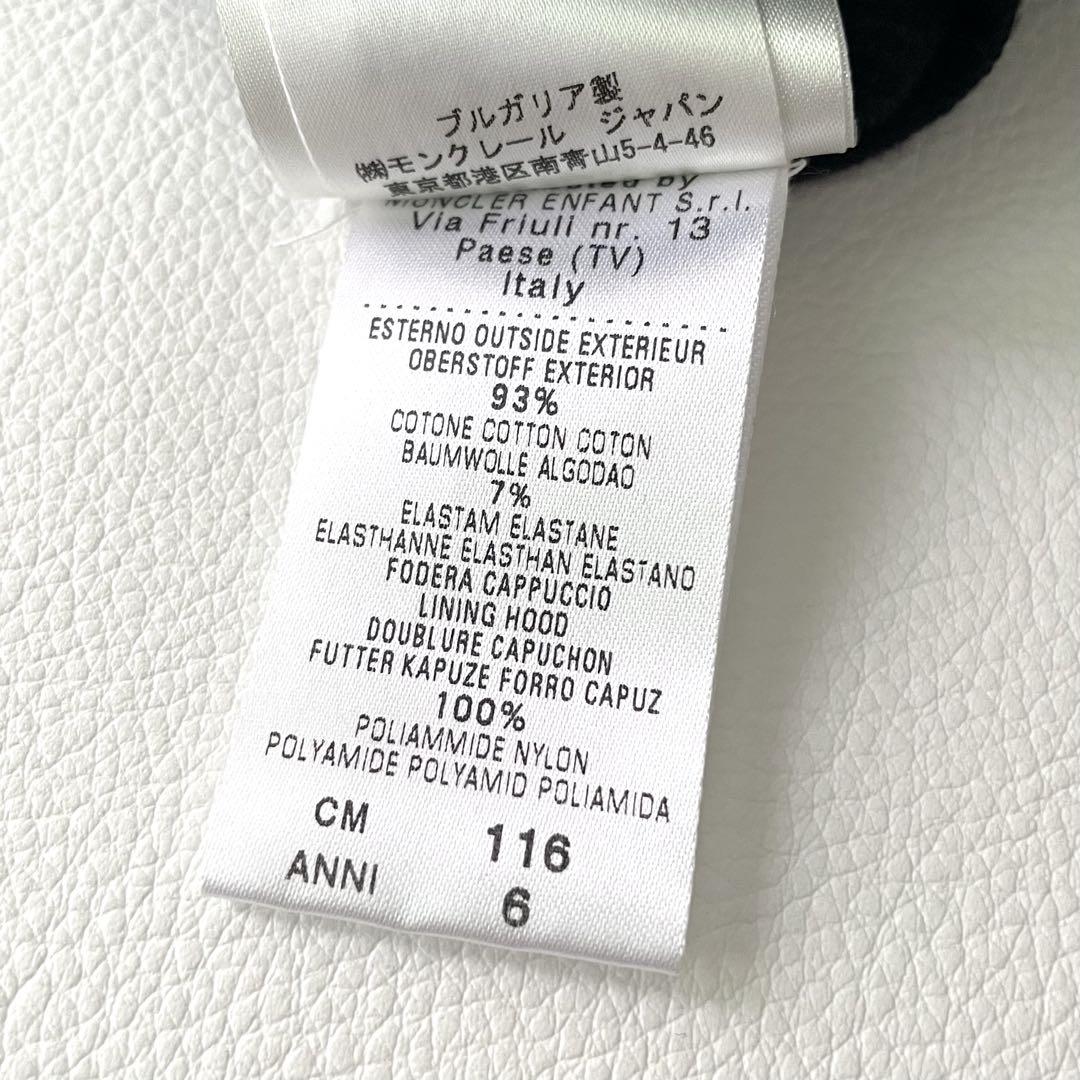 ブルガリア製
㈱モンクレール ジャパン
東京都港区南青山5-4-46
by
MONCLER ENFANT S.r.l.
Via Friuli nr. 13
Paese (TV)
Italy
ESTERNO OUTSIDE EXTERIEUR
OBERSTOFF EXTERIOR
93%
COTONE COTTON COTON
BAUMWOLLE ALGODAO
7%
ELASTAM ELASTANE
ELASTHANNE ELASTHAN ELASTANO
FODERA CAPPUCCIO
LINING HOOD
DOUBLURE CAPUCHON
FUTTER KAPUZE FORRO CAPUZ
100%
POLIAMMIDE NYLON
POLYAMIDE POLYAMID POLIAMIDA
CM 116
ANNI 6